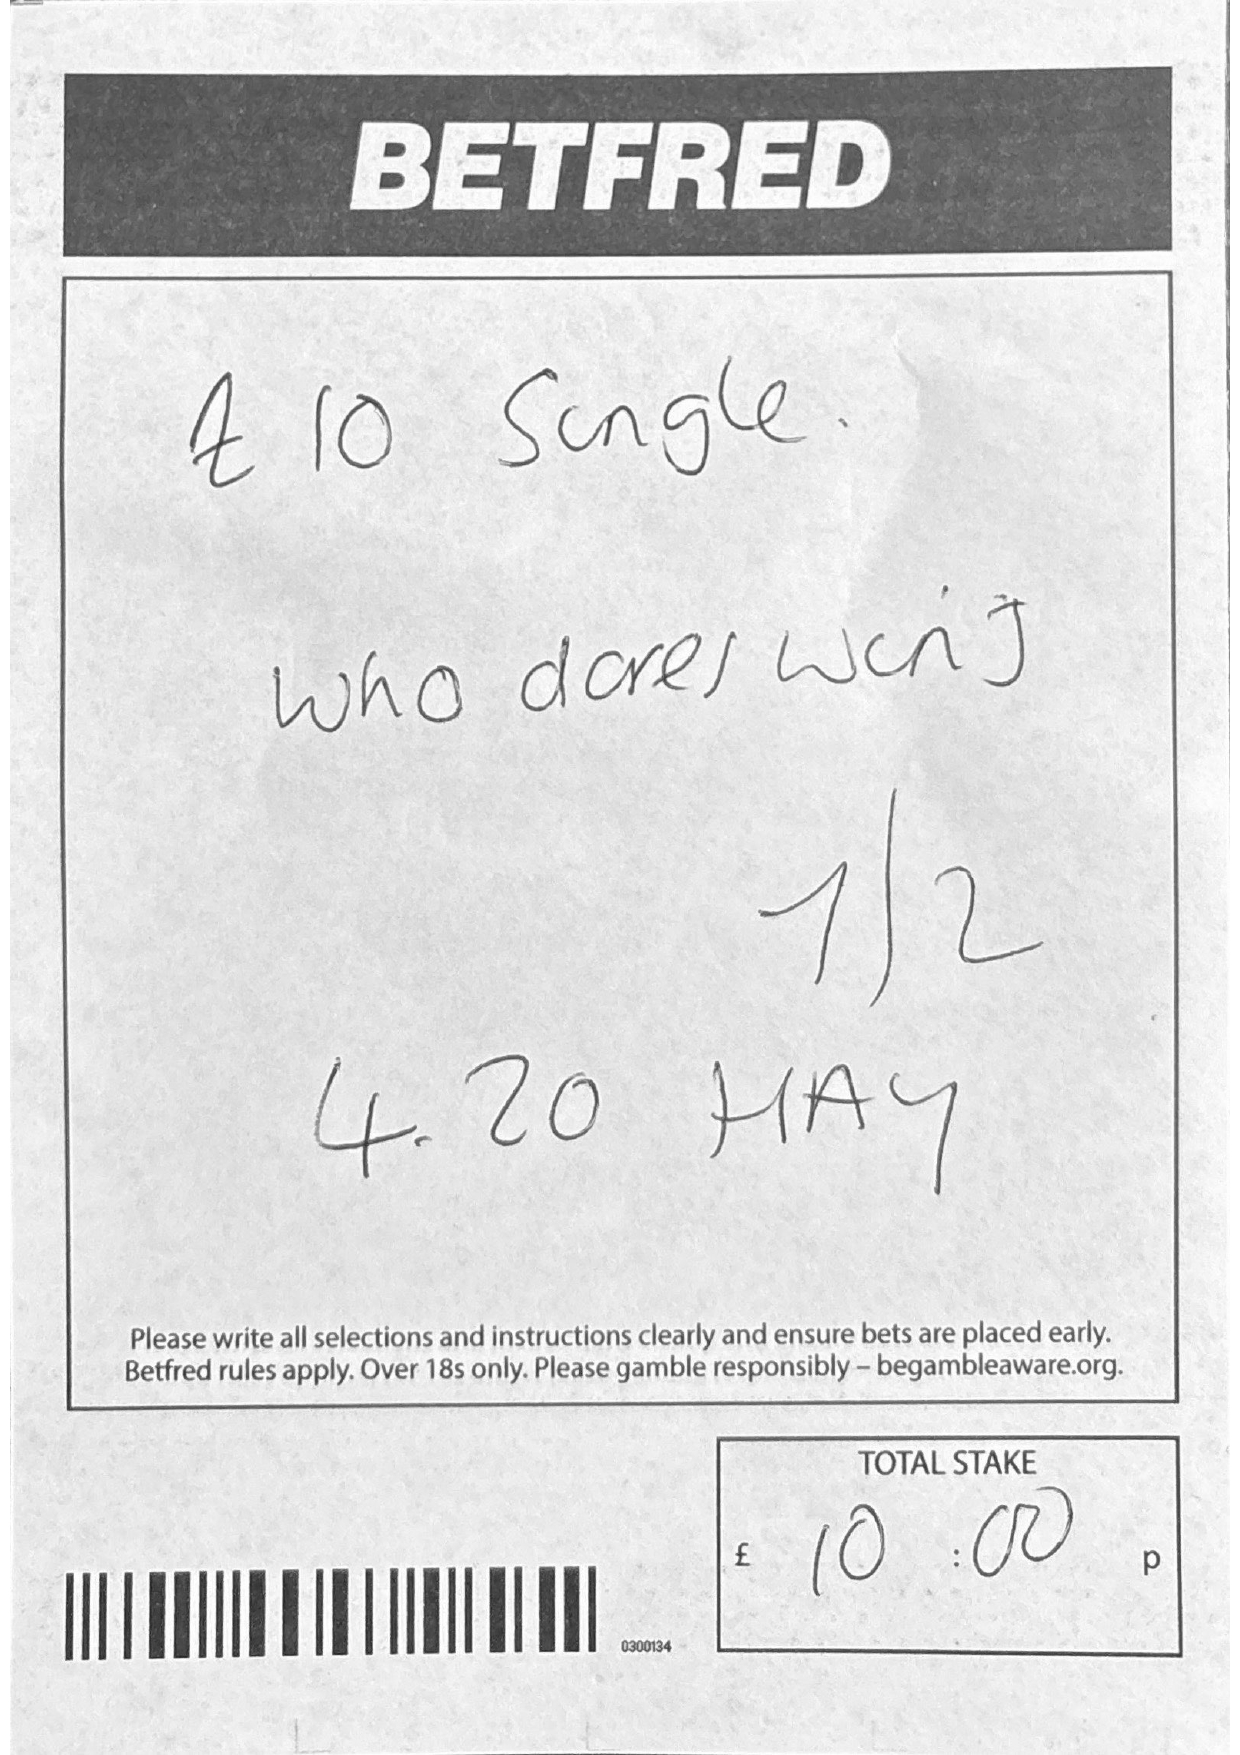 BETFRED
£10 Single.
Who dares wins
1/2
4.20 HAY
Please write all selections and instructions clearly and ensure bets are placed early.
Betfred rules apply. Over 18s only. Please gamble responsibly – begambleaware.org.
TOTAL STAKE
£ 10 : 00 p
0300134